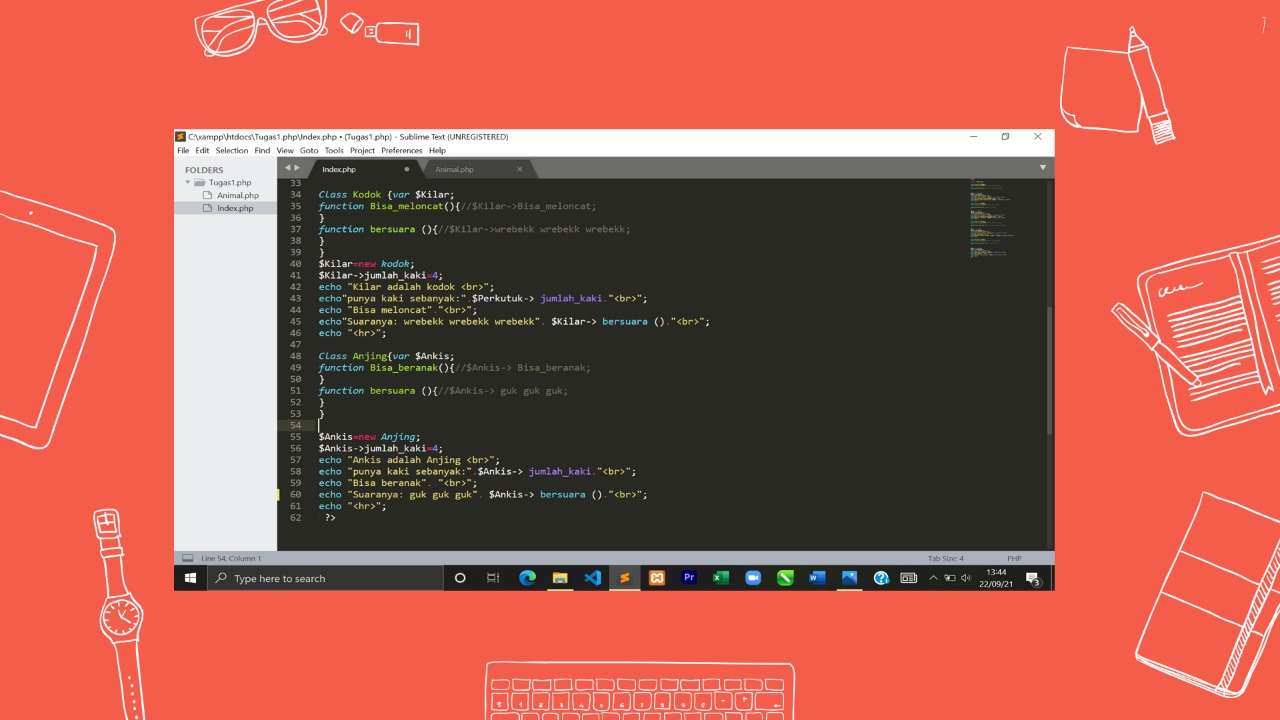 1
C:\xampp\htdocs\Tugas1.php\Index.php • (Tugas1.php) - Sublime Text (UNREGISTERED)
File Edit Selection Find View Goto Tools Project Preferences Help
FOLDERS
Tugas1.php
Animal.php
Index.php
Index.php
Animal.php
33
34 Class Kodok {var $Kilar;
35 function Bisa_meloncat(){//$Kilar->Bisa_meloncat;
36 }
37 function bersuara (){//$Kilar->wrebekk wrebekk wrebekk;
38 }
39 }
40 $Kilar=new kodok;
41 $Kilar->jumlah_kaki=4;
42 echo "Kilar adalah kodok <br>";
43 echo"punya kaki sebanyak:".$Perkutuk-> jumlah_kaki."<br>";
44 echo "Bisa meloncat"."<br>";
45 echo"Suaranya: wrebekk wrebekk wrebekk". $Kilar-> bersuara ()."<br>";
46 echo "<hr>";
47
48 Class Anjing{var $Ankis;
49 function Bisa_beranak(){//$Ankis-> Bisa_beranak;
50 }
51 function bersuara (){//$Ankis-> guk guk guk;
52 }
53 }
54
55 $Ankis=new Anjing;
56 $Ankis->jumlah_kaki=4;
57 echo "Ankis adalah Anjing <br>";
58 echo "punya kaki sebanyak:".$Ankis-> jumlah_kaki."<br>";
59 echo "Bisa beranak". "<br>";
60 echo "Suaranya: guk guk guk". $Ankis-> bersuara ()."<br>";
61 echo "<hr>";
62 ?>
Line 54, Column 1
Tab Size: 4
PHP
Type here to search
Pr
13:44
22/09/21
3